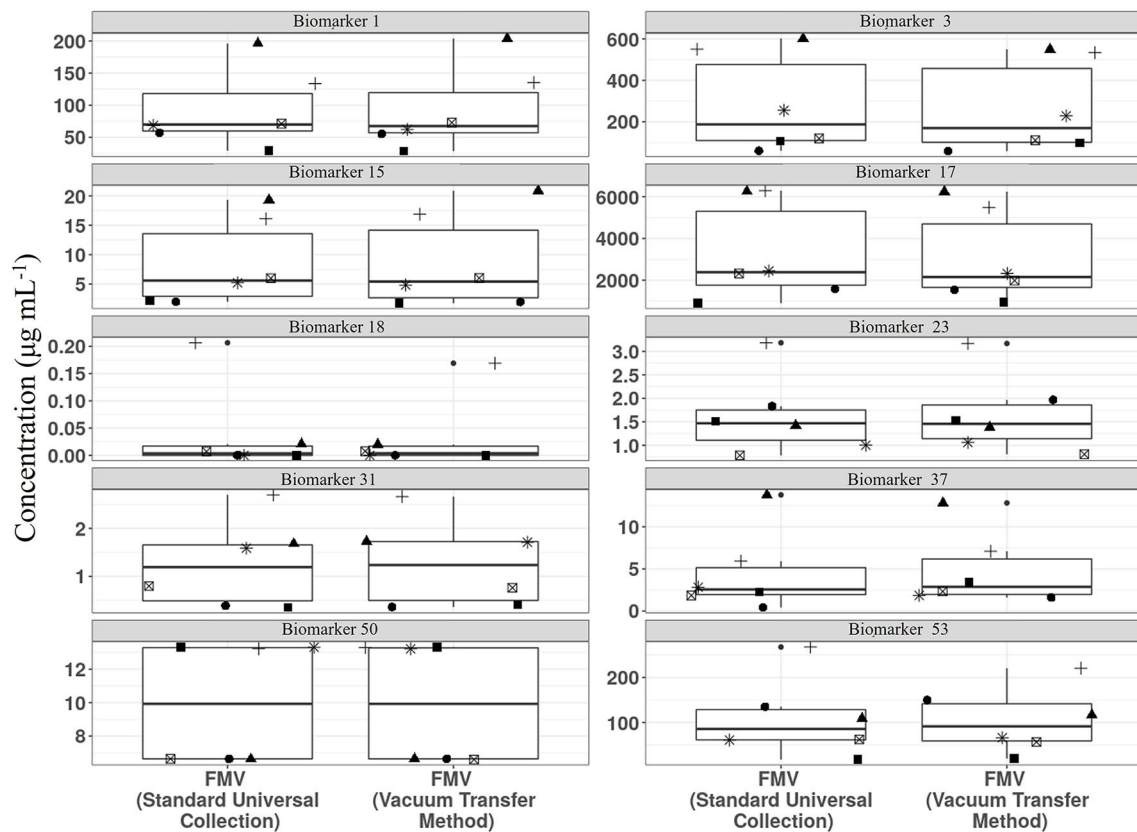 Concentration (µg mL⁻¹)
Biomarker 1
200
150
100
50
Biomarker 3
600
400
200
Biomarker 15
20
15
10
5
Biomarker 17
6000
4000
2000
Biomarker 18
0.20
0.15
0.10
0.05
0.00
Biomarker 23
3.0
2.5
2.0
1.5
1.0
Biomarker 31
2
1
Biomarker 37
10
5
0
Biomarker 50
12
10
8
Biomarker 53
200
100
FMV
(Standard Universal
Collection)
FMV
(Vacuum Transfer
Method)
FMV
(Standard Universal
Collection)
FMV
(Vacuum Transfer
Method)